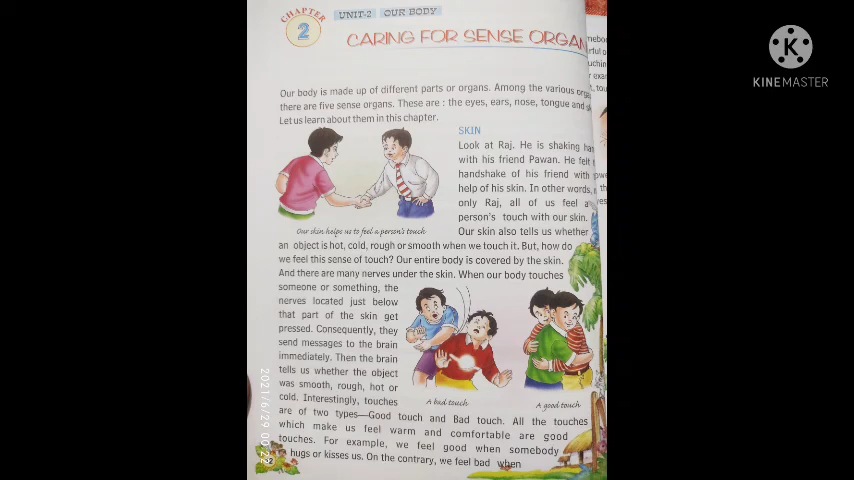 CHAPTER
2
UNIT-2 OUR BODY
CARING FOR SENSE ORGAN
Our body is made up of different parts or organs. Among the various
there are five sense organs. These are : the eyes, ears, nose, tongue and
Let us learn about them in this chapter.
SKIN
Look at Raj. He is shaking
with his friend Pawan. He felt
handshake of his friend with
help of his skin. In other words,
only Raj, all of us feel a
person's touch with our skin.
Our skin also tells us whether
Our skin helps us to feel a person's touch
an object is hot, cold, rough or smooth when we touch it. But, how do
we feel this sense of touch? Our entire body is covered by the skin.
And there are many nerves under the skin. When our body touches
someone or something, the
nerves located just below
that part of the skin get
pressed. Consequently, they
send messages to the brain
immediately. Then the brain
tells us whether the object
was smooth, rough, hot or
cold. Interestingly, touches
A bad touch
A good touch
are of two types—Good touch and Bad touch. All the touches
which make us feel warm and comfortable are good
touches. For example, we feel good when somebody
hugs or kisses us. On the contrary, we feel bad when
2021/6/29 09:22
K
KINEMASTER